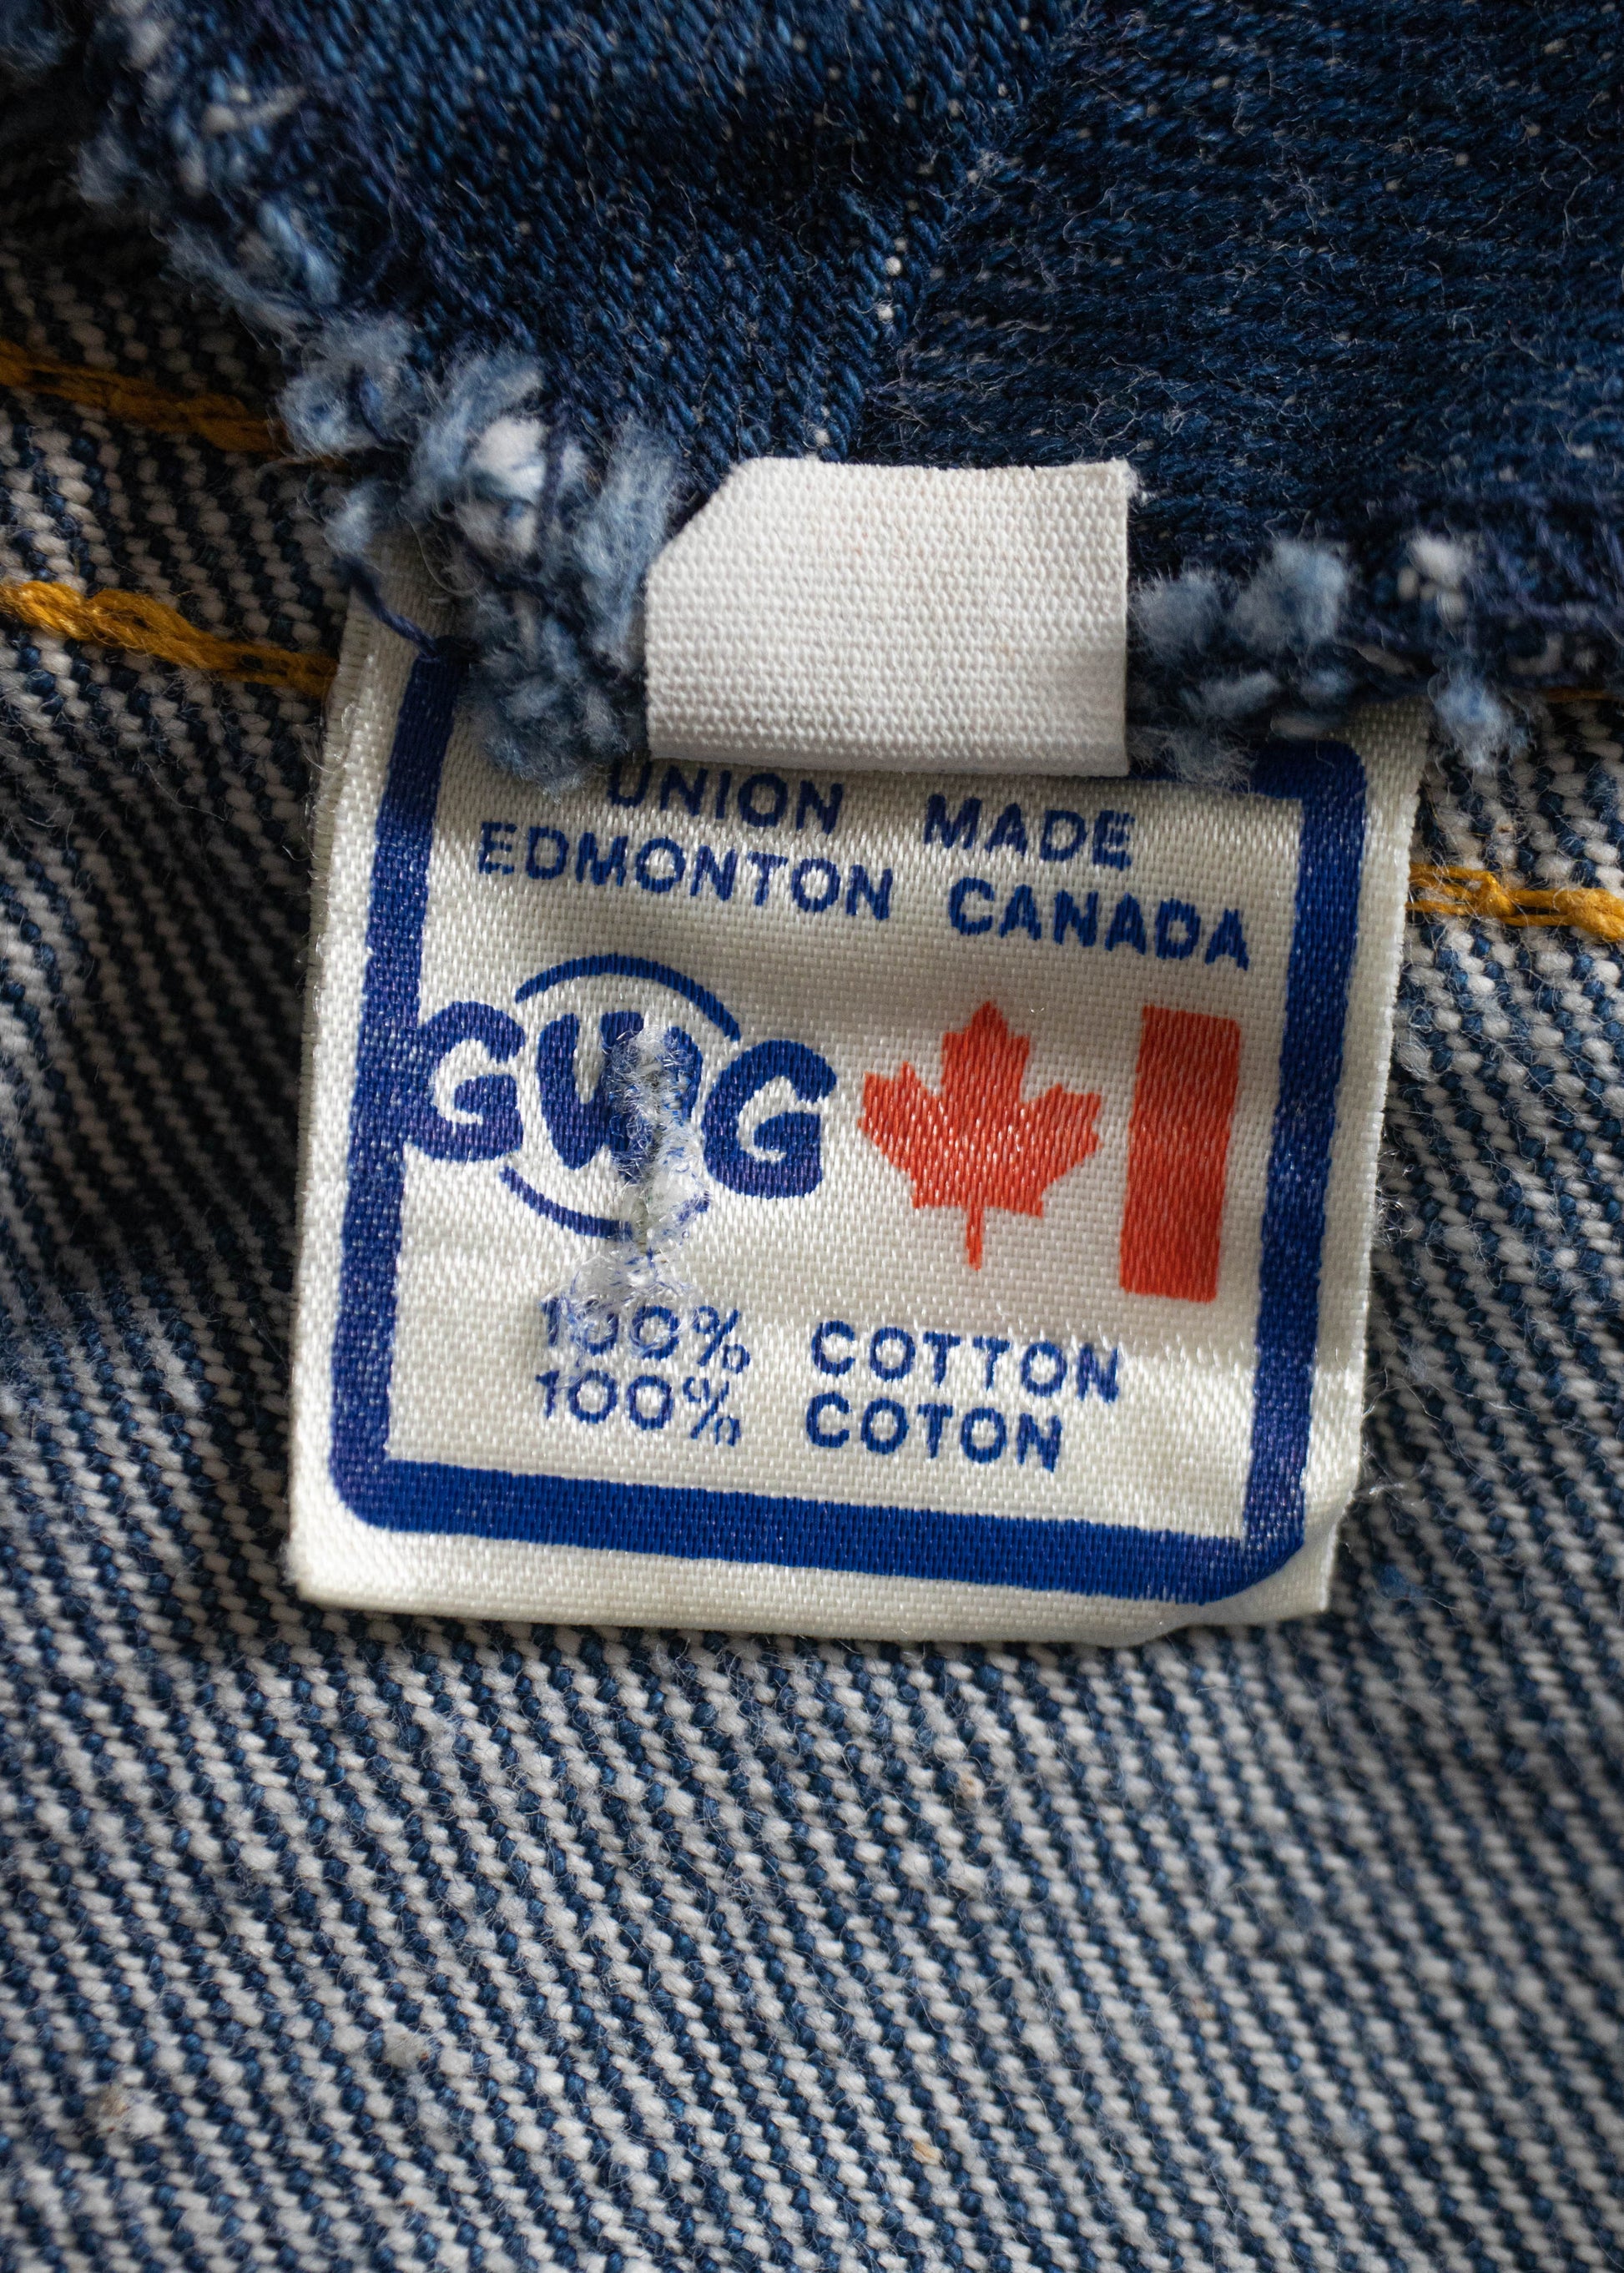 UNION MADE
EDMONTON CANADA
GWG
100% COTTON
100% COTON